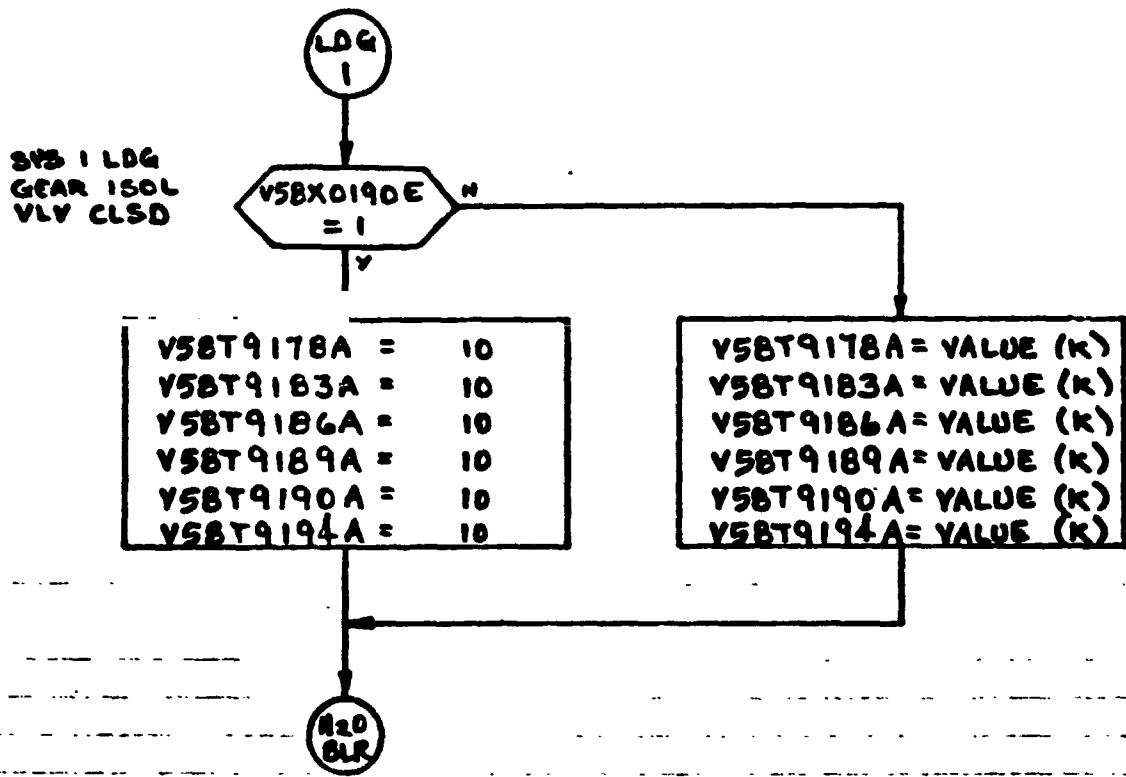 LDG
1
SYS 1 LDG
GEAR ISOL
VLV CLSD
V58X0190E
= 1
N
Y
V58T9178A = 10
V58T9183A = 10
V58T9186A = 10
V58T9189A = 10
V58T9190A = 10
V58T9194A = 10
V58T9178A = VALUE (K)
V58T9183A = VALUE (K)
V58T9186A = VALUE (K)
V58T9189A = VALUE (K)
V58T9190A = VALUE (K)
V58T9194A = VALUE (K)
H2O
BLR